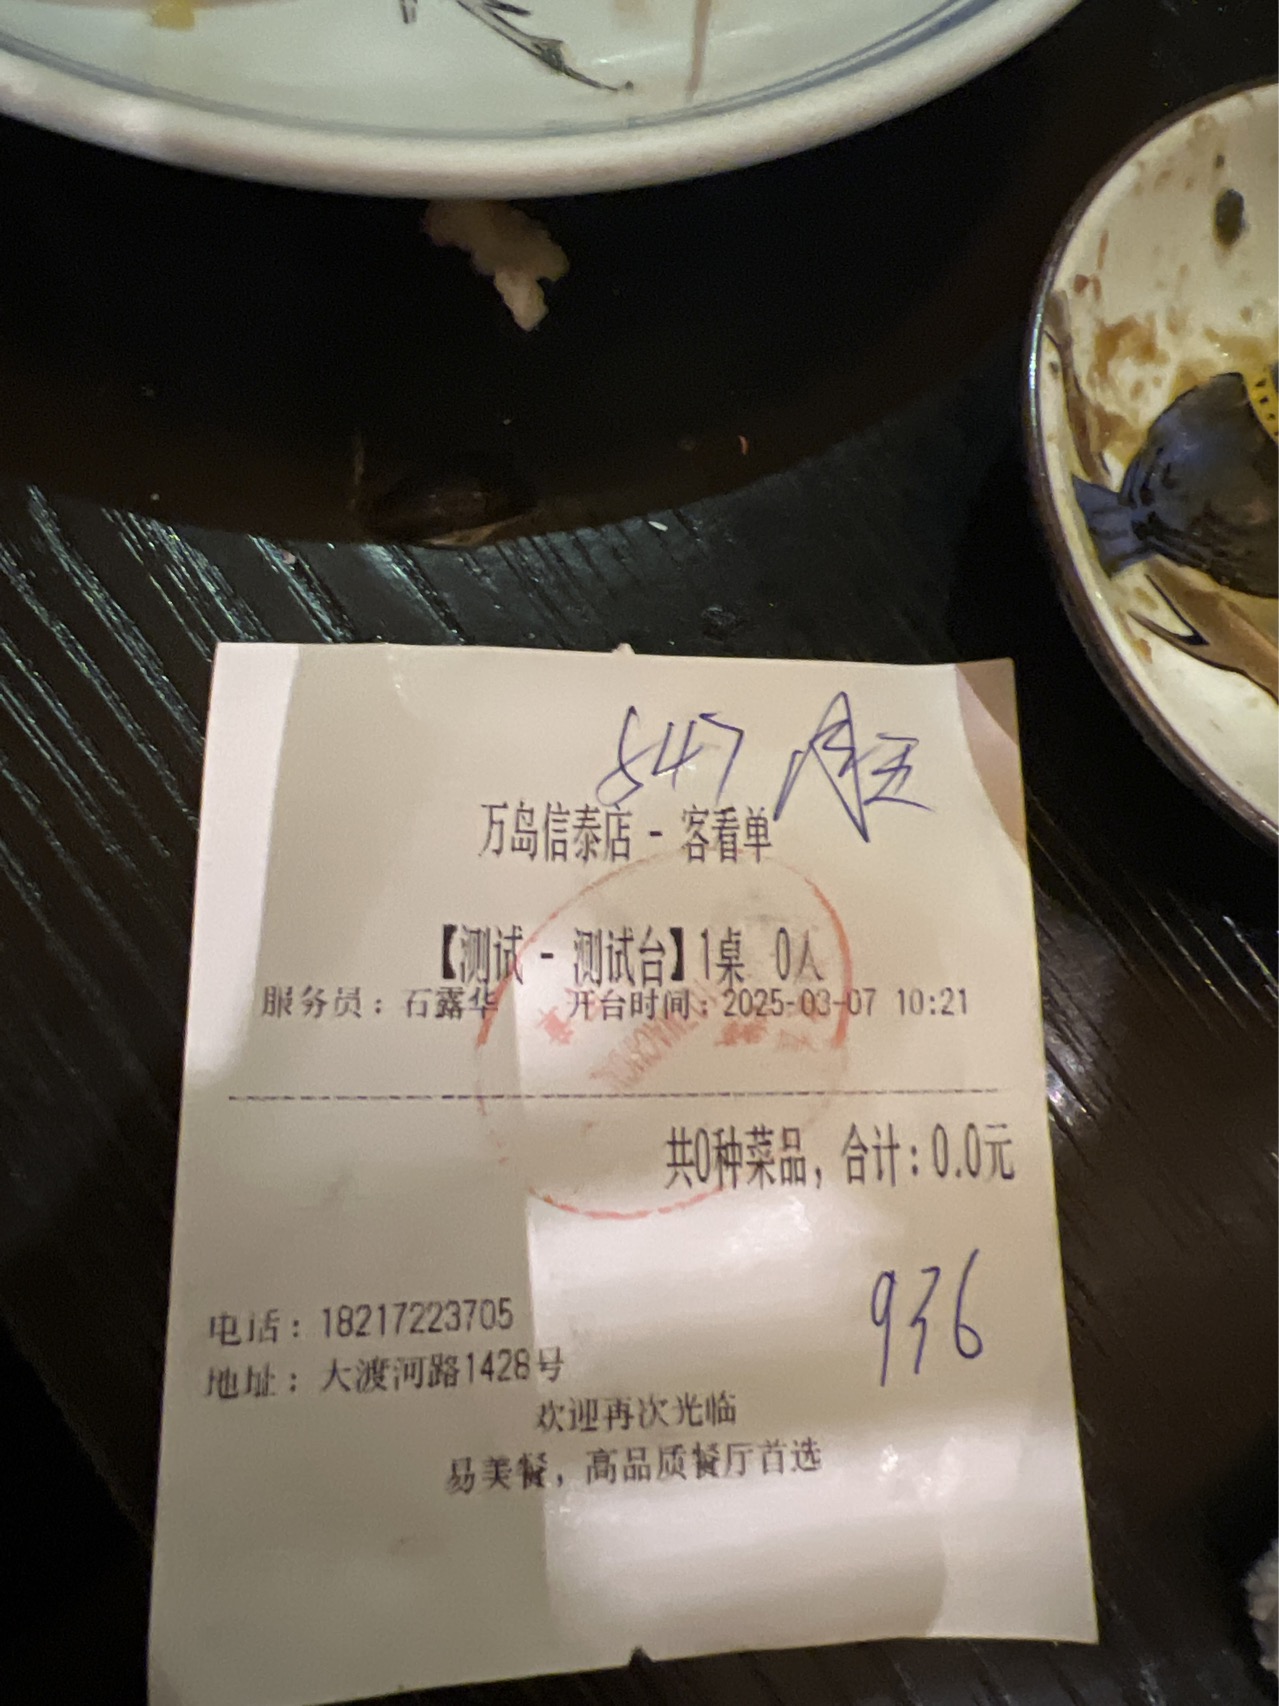 547
万岛信泰店 - 客看单
【测试 - 测试台】1桌 0人
服务员：石露华 开台时间：2025-03-07 10:21
共0种菜品，合计：0.0元
936
电话：18217223705
地址：大渡河路1428号
欢迎再次光临
易美餐，高品质餐厅首选